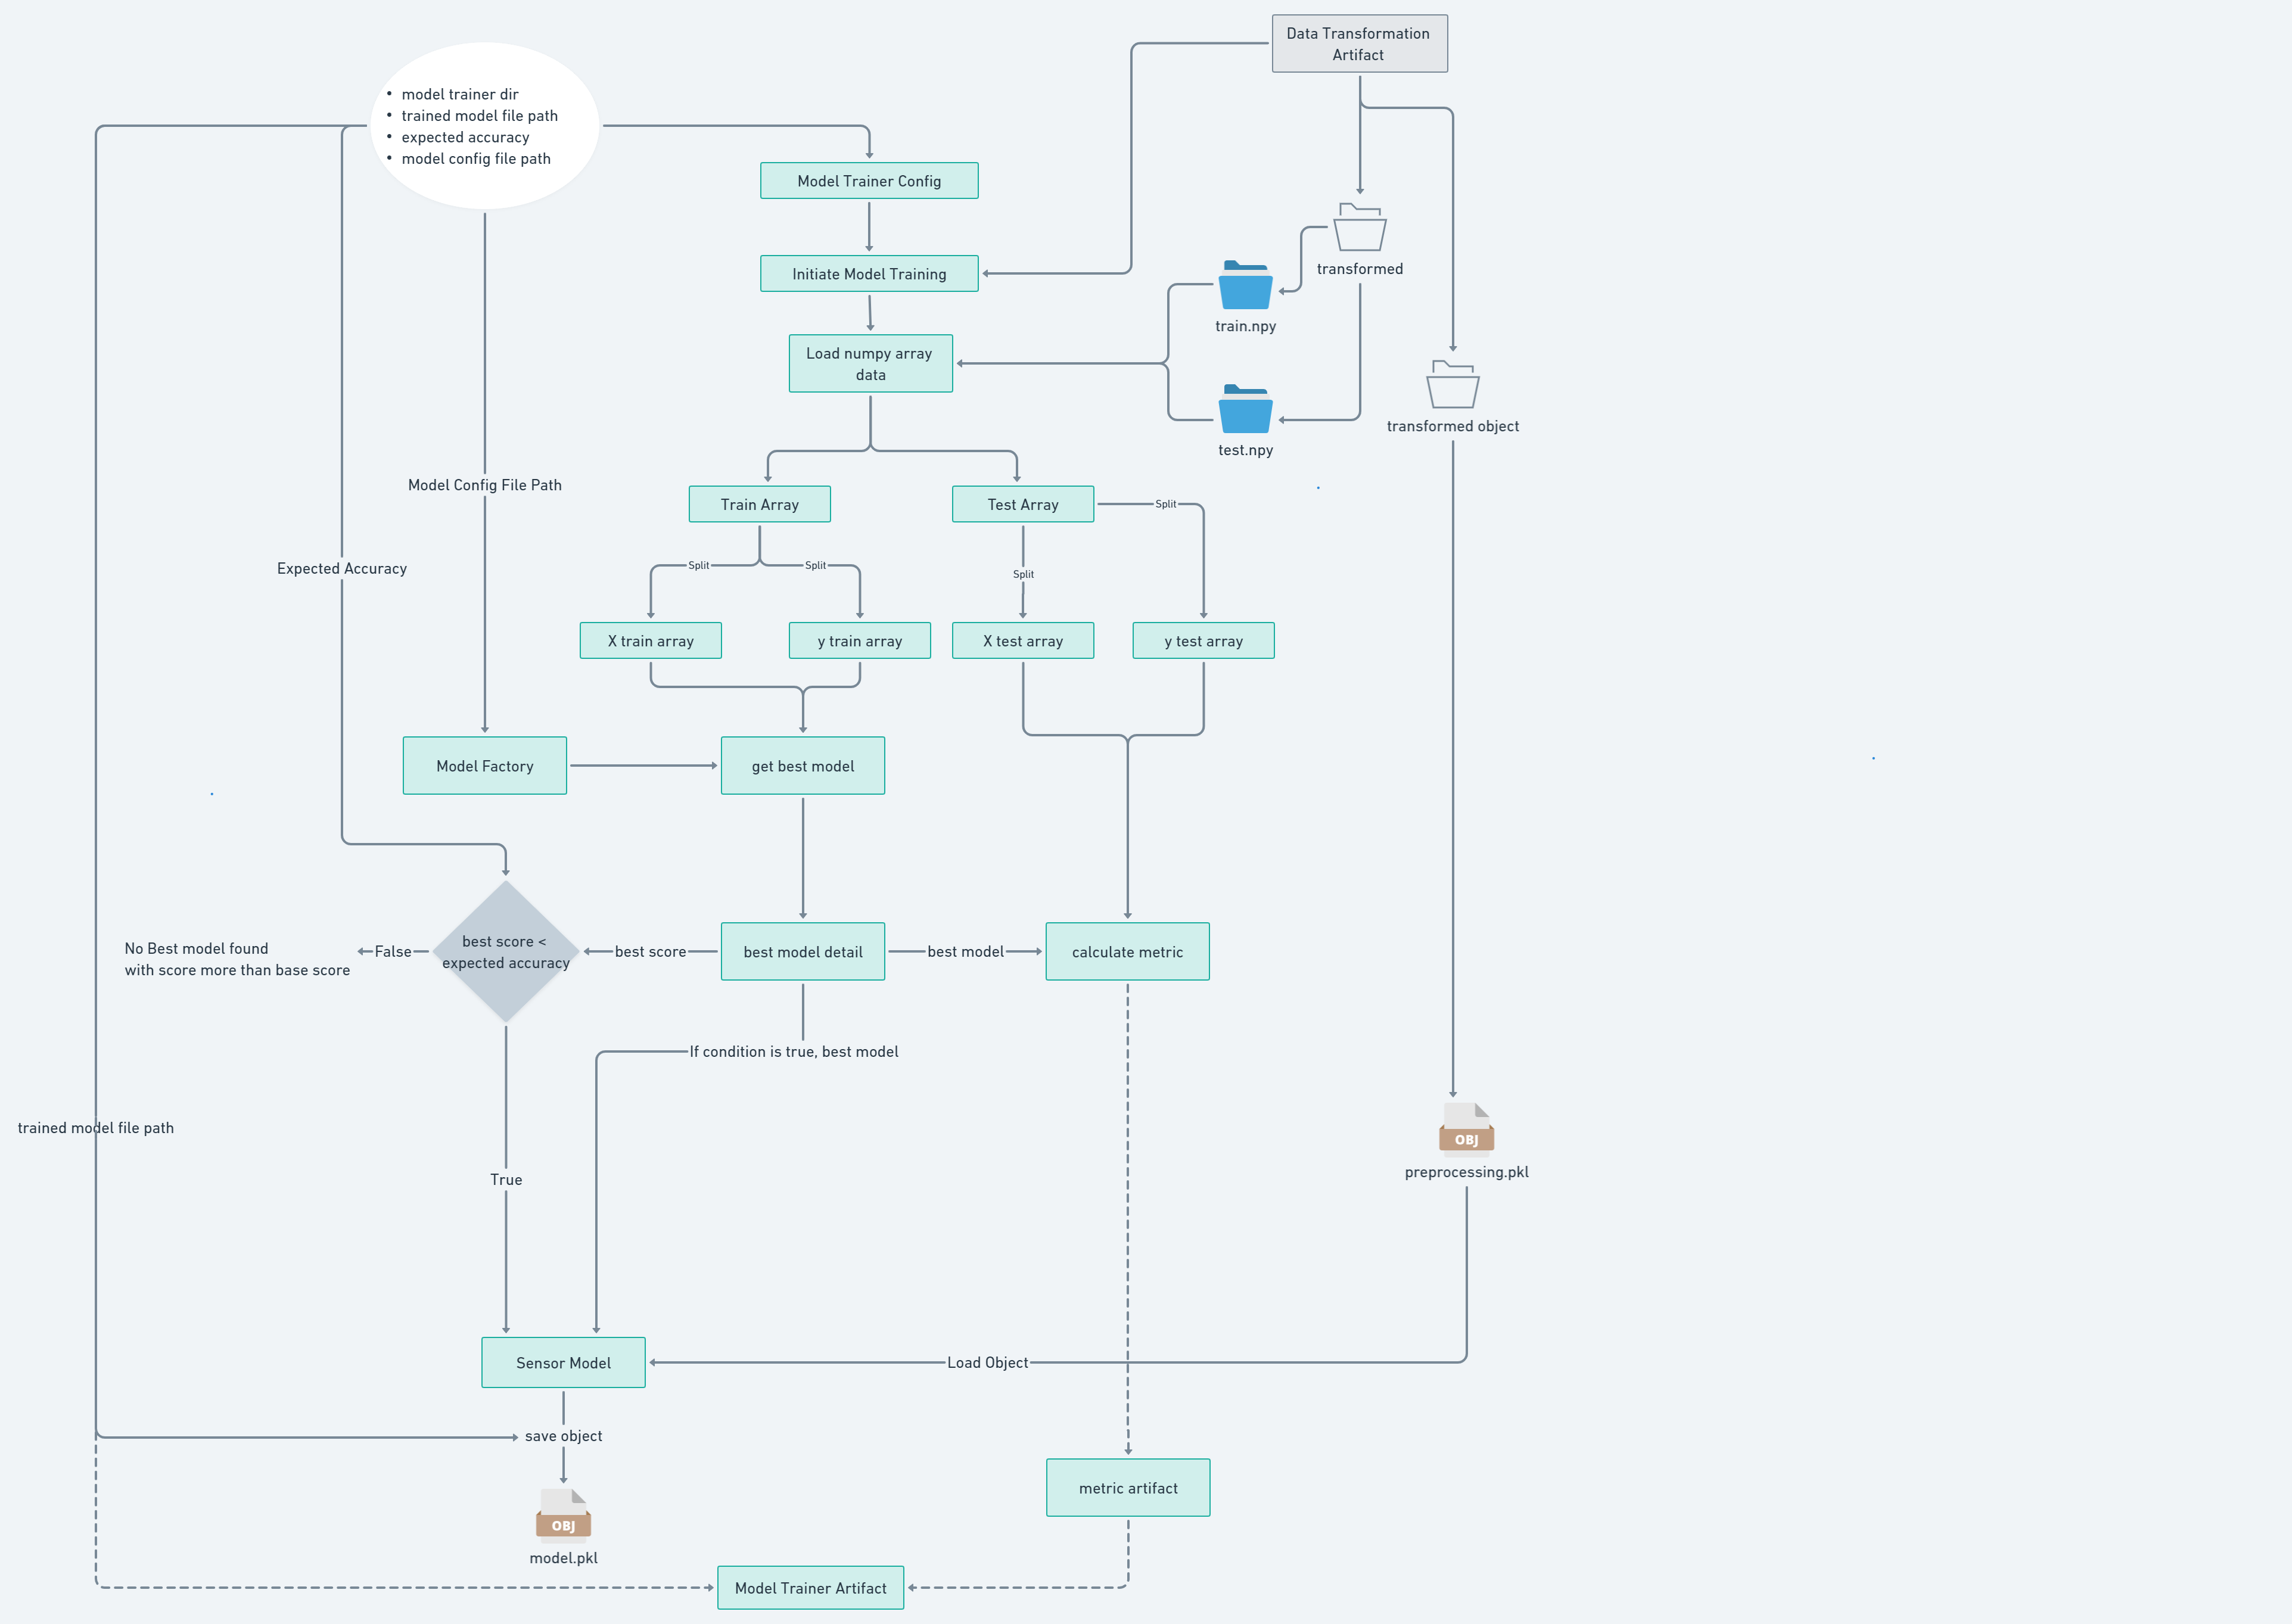 Data Transformation
Artifact
• model trainer dir
• trained model file path
• expected accuracy
• model config file path
Model Trainer Config
Initiate Model Training
transformed
train.npy
Load numpy array
data
transformed object
test.npy
Model Config File Path
Train Array
Test Array
Split
Expected Accuracy
Split
Split
Split
X train array
y train array
X test array
y test array
Model Factory
get best model
No Best model found
with score more than base score
False
best score <
expected accuracy
best score
best model detail
best model
calculate metric
If condition is true, best model
trained model file path
OBJ
preprocessing.pkl
True
Sensor Model
Load Object
save object
metric artifact
OBJ
model.pkl
Model Trainer Artifact